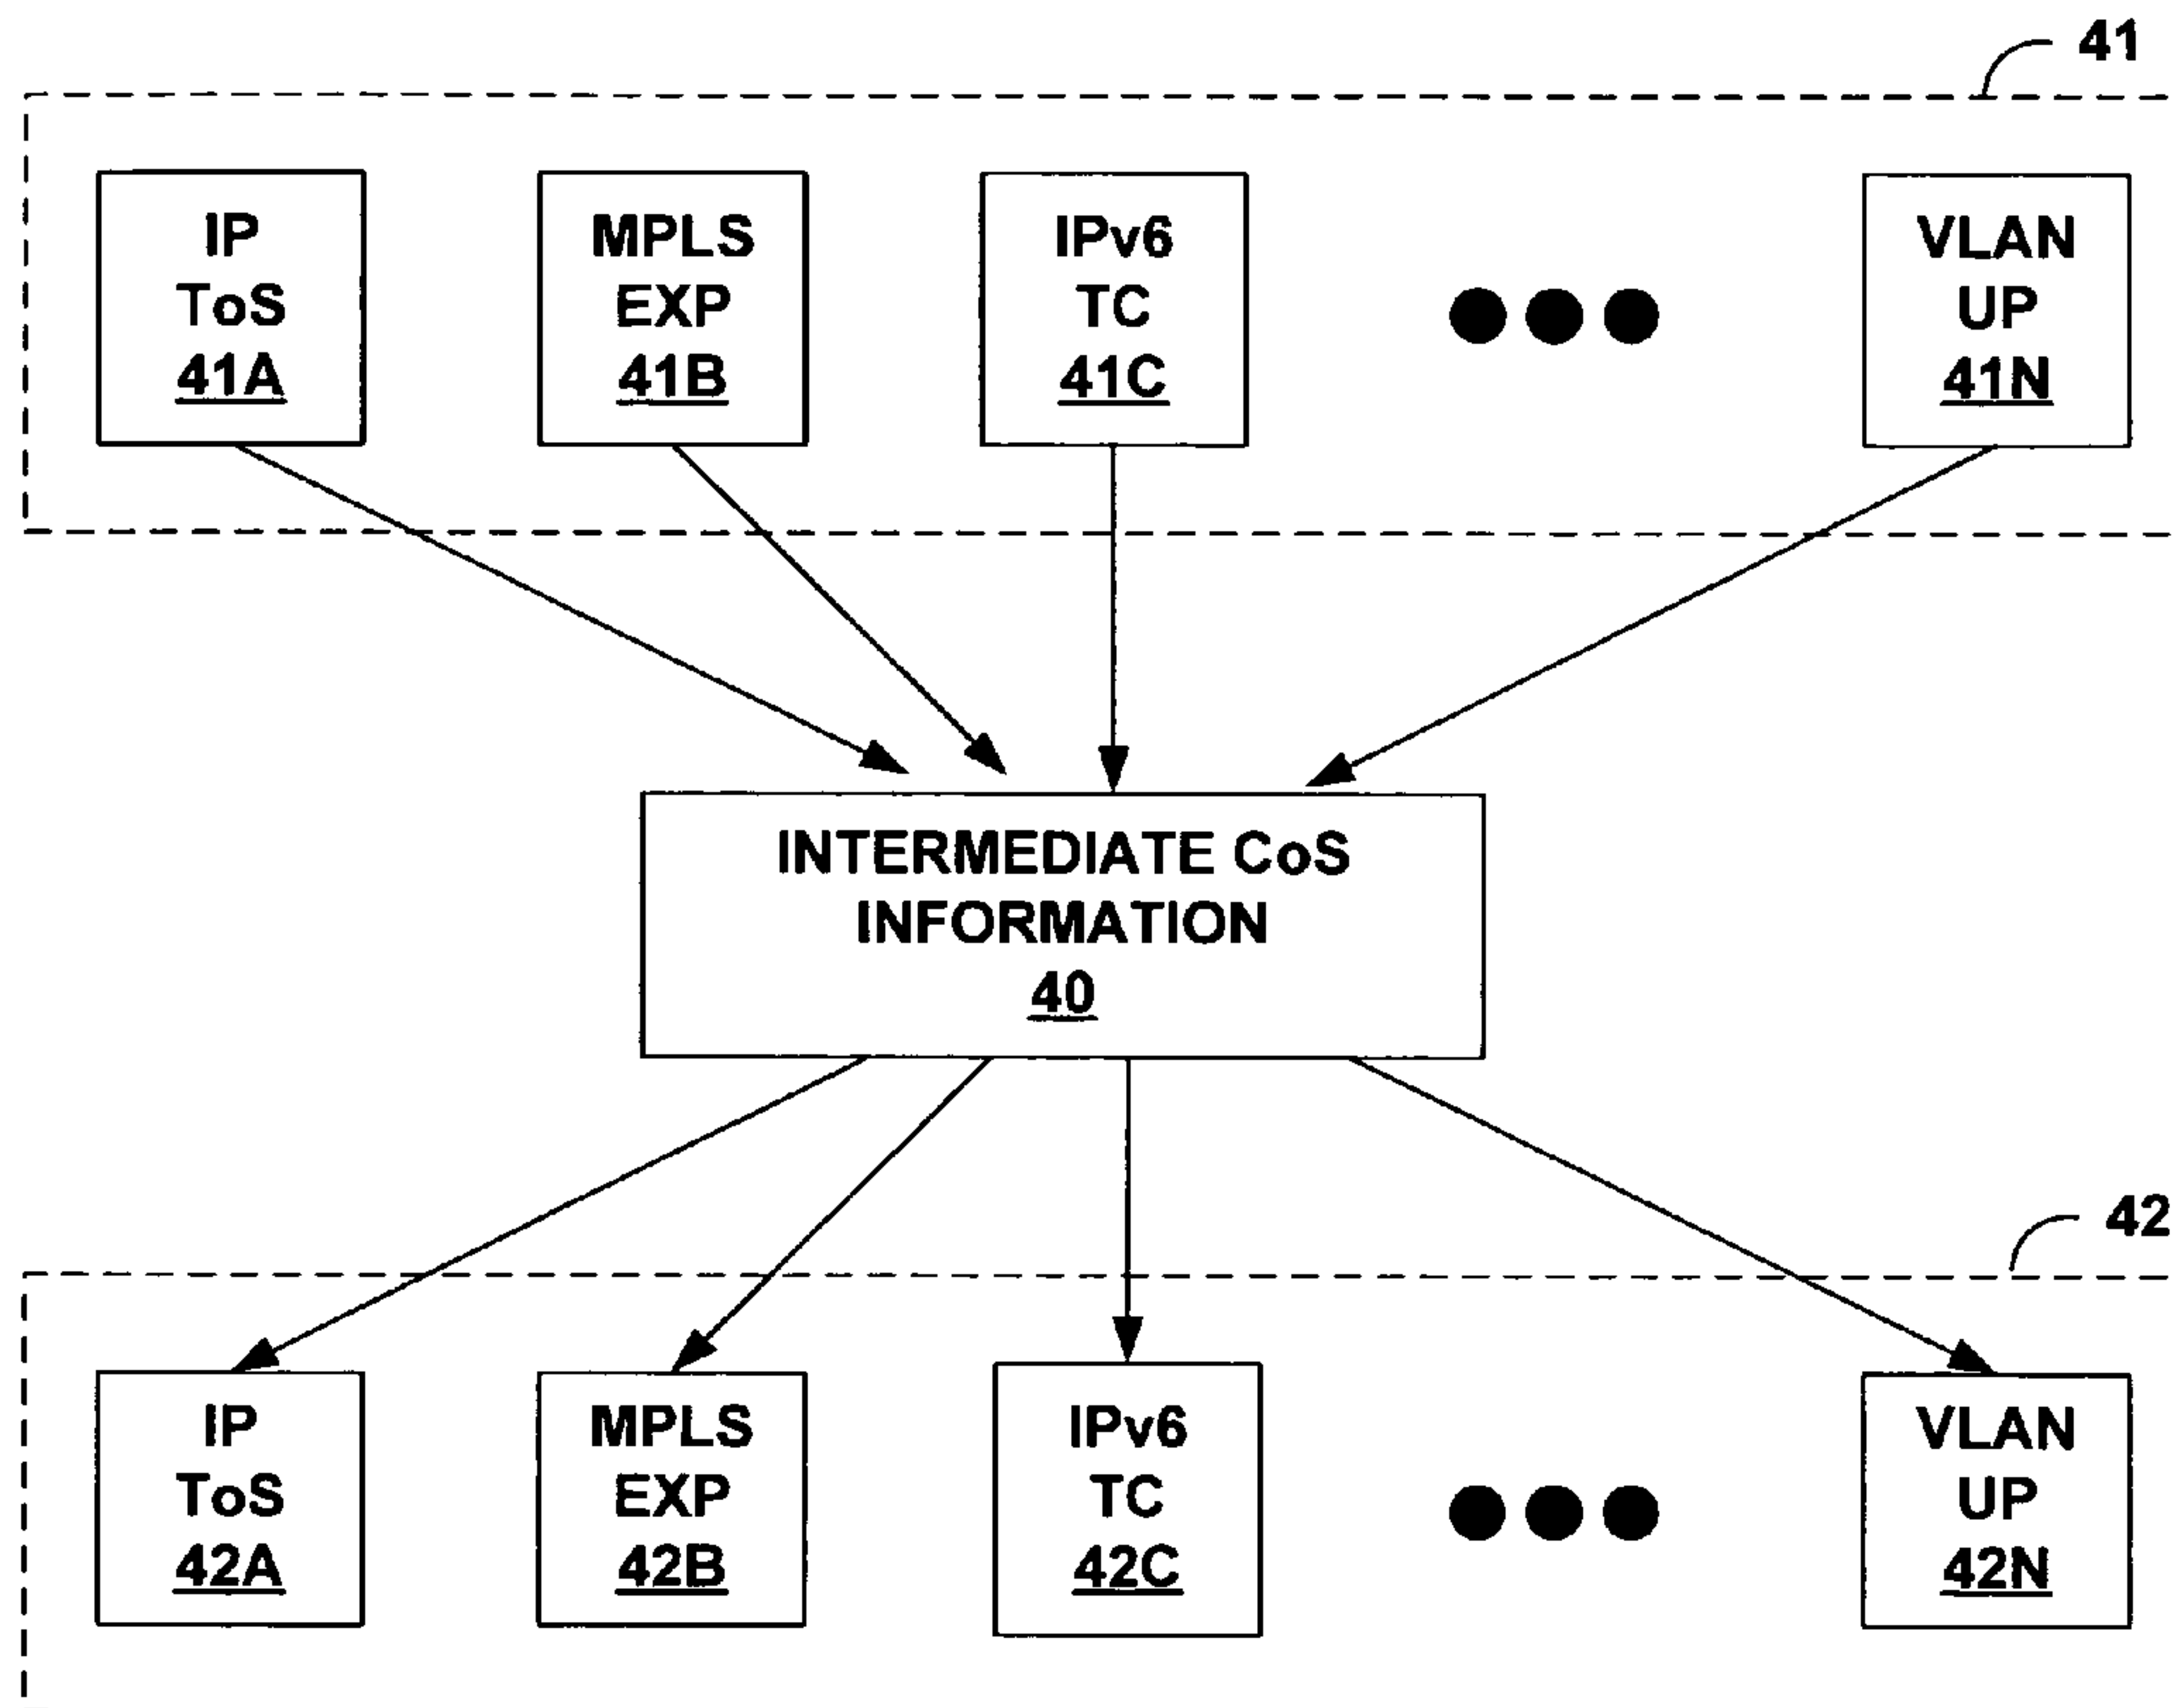 41
IP
ToS
41A
MPLS
EXP
41B
IPv6
TC
41C
VLAN
UP
41N
INTERMEDIATE CoS
INFORMATION
40
42
IP
ToS
42A
MPLS
EXP
42B
IPv6
TC
42C
VLAN
UP
42N